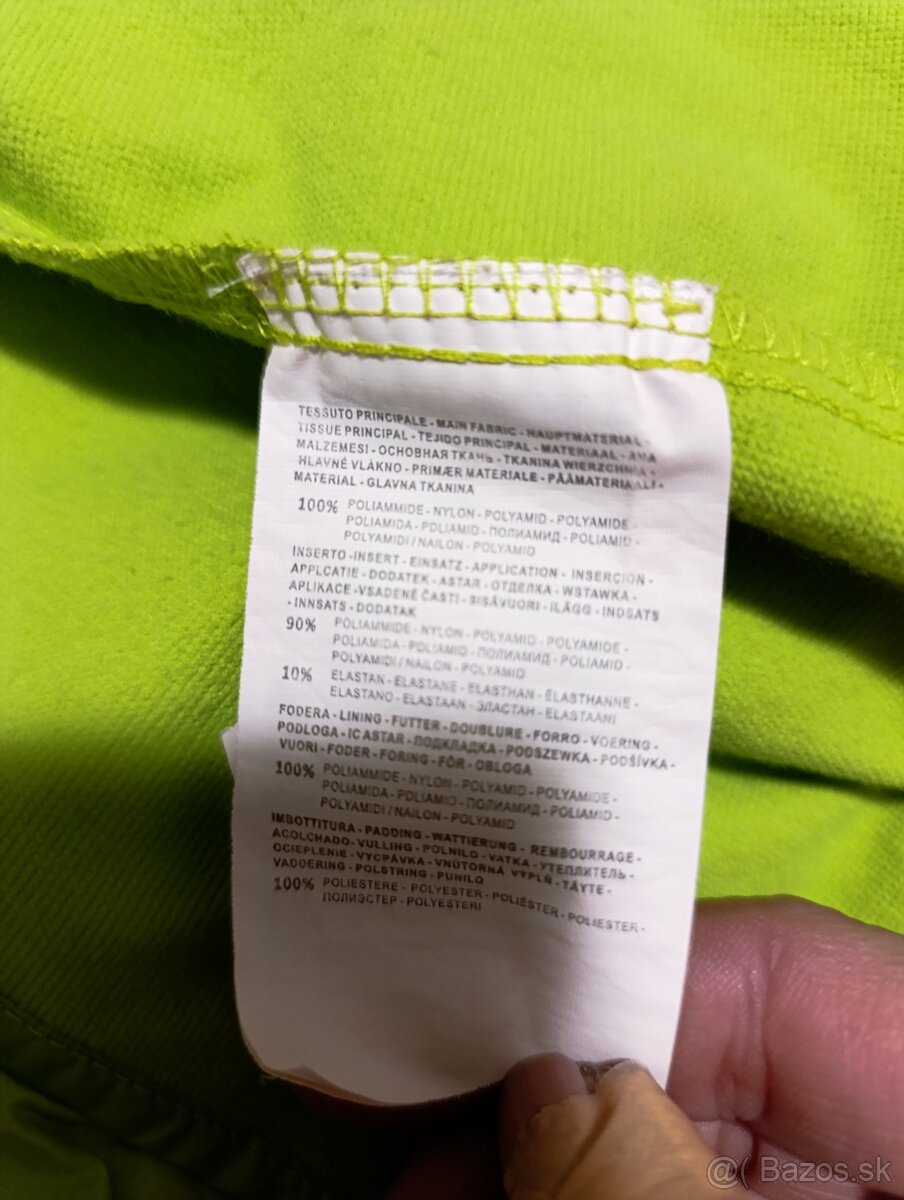 TESSUTO PRINCIPALE - MAIN FABRIC - HAUPTMATERIAL -
TISSUE PRINCIPAL - TEJIDO PRINCIPAL - MATERIAAL - ANA
MALZEMESI - ОСНОВНАЯ ТКАНЬ - TKANINA WIERZCHNIA -
HLAVNÉ VLÁKNO - PRIMÆR MATERIALE - PÄÄMATERIAALI -
MATERIAL - GLAVNA TKANINA
100% POLIAMMIDE - NYLON - POLYAMID - POLYAMIDE -
POLIAMIDA - POLIAMID - ПОЛИАМИД - POLIAMID -
POLYAMIDI / NAILON - POLYAMID
INSERTO - INSERT - EINSATZ - APPLICATION - INSERCION -
APPLCATIE - DODATEK - ASTAR - ОТДЕЛКА - WSTAWKA -
APLIKACE - VSADENÉ ČASTI - SISÄVUORI - ILÄGG - INDSATS
- INNSATS - DODATAK
90% POLIAMMIDE - NYLON - POLYAMID - POLYAMIDE -
POLIAMIDA - POLIAMID - ПОЛИАМИД - POLIAMID -
POLYAMIDI / NAILON - POLYAMID
10% ELASTAN - ELASTANE - ELASTHAN - ÉLASTHANNE -
ELASTANO - ELASTAAN - ЭЛАСТАН - ELASTAANI
FODERA - LINING - FUTTER - DOUBLURE - FORRO - VOERING -
PODLOGA - IC ASTAR - ПОДКЛАДКА - PODSZEWKA - PODŠÍVKA -
VUORI - FODER - FORING - FÔR - OBLOGA
100% POLIAMMIDE - NYLON - POLYAMID - POLYAMIDE -
POLIAMIDA - POLIAMID - ПОЛИАМИД - POLIAMID -
POLYAMIDI / NAILON - POLYAMID
IMBOTTITURA - PADDING - WATTIERUNG - REMBOURRAGE -
ACOLCHADO - VULLING - POLNILO - VATKA - УТЕПЛИТЕЛЬ -
OCIEPLENIE - VYCPÁVKA - VNÚTORNÁ VÝPLŇ - TÄYTE -
VADDERING - POLSTRING - PUNILO
100% POLIESTERE - POLYESTER - POLIÉSTER - POLIESTER -
ПОЛИЭСТЕР - POLYESTERI
@( Bazos.sk